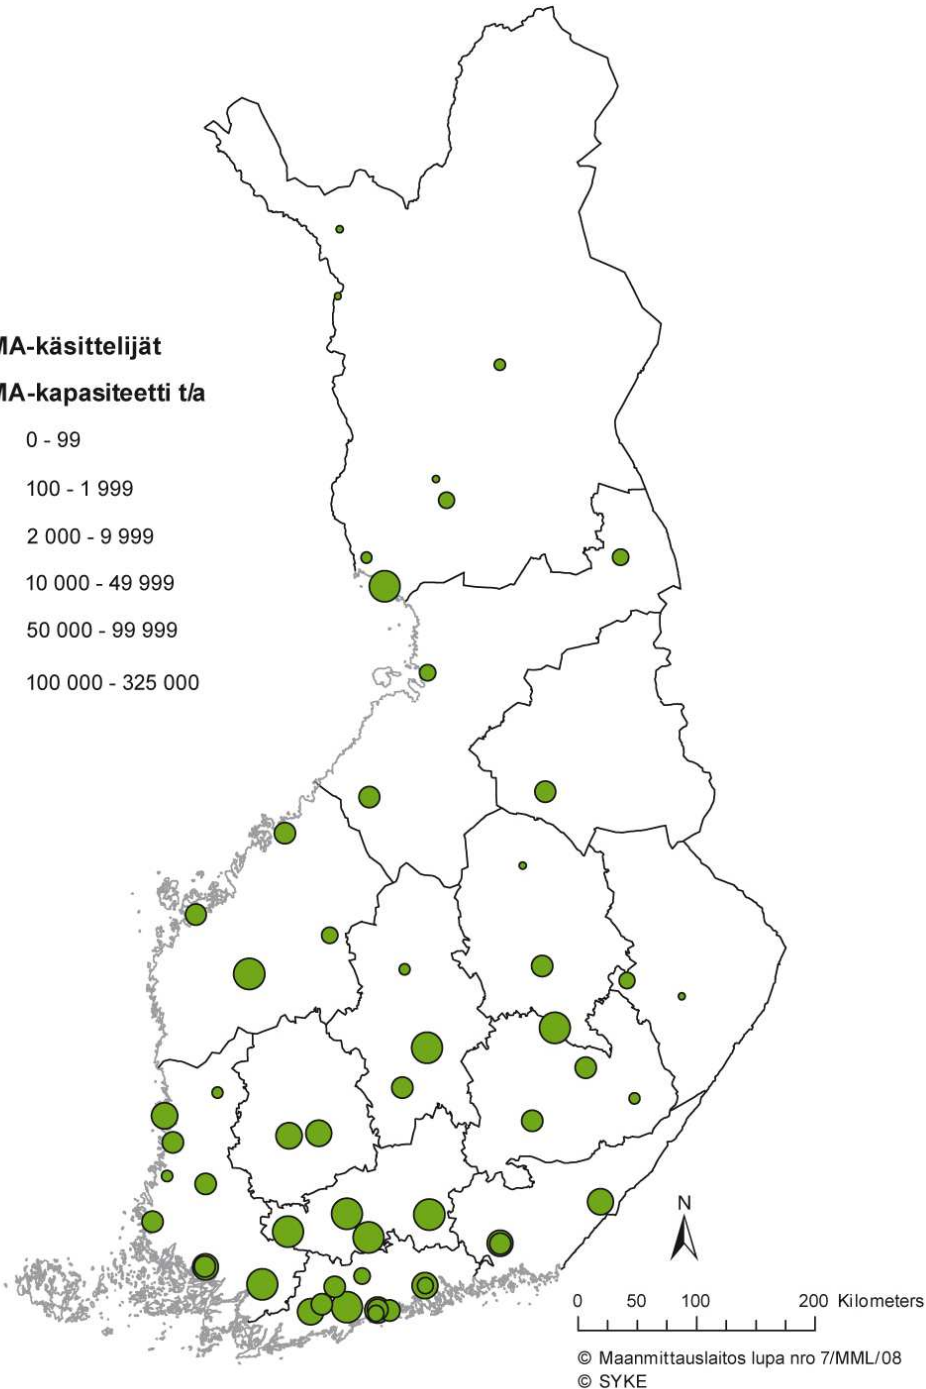 MA-käsittelijät
MA-kapasiteetti t/a
0 - 99
100 - 1 999
2 000 - 9 999
10 000 - 49 999
50 000 - 99 999
100 000 - 325 000
N
0 50 100 200 Kilometers
© Maanmittauslaitos lupa nro 7/MML/08
© SYKE